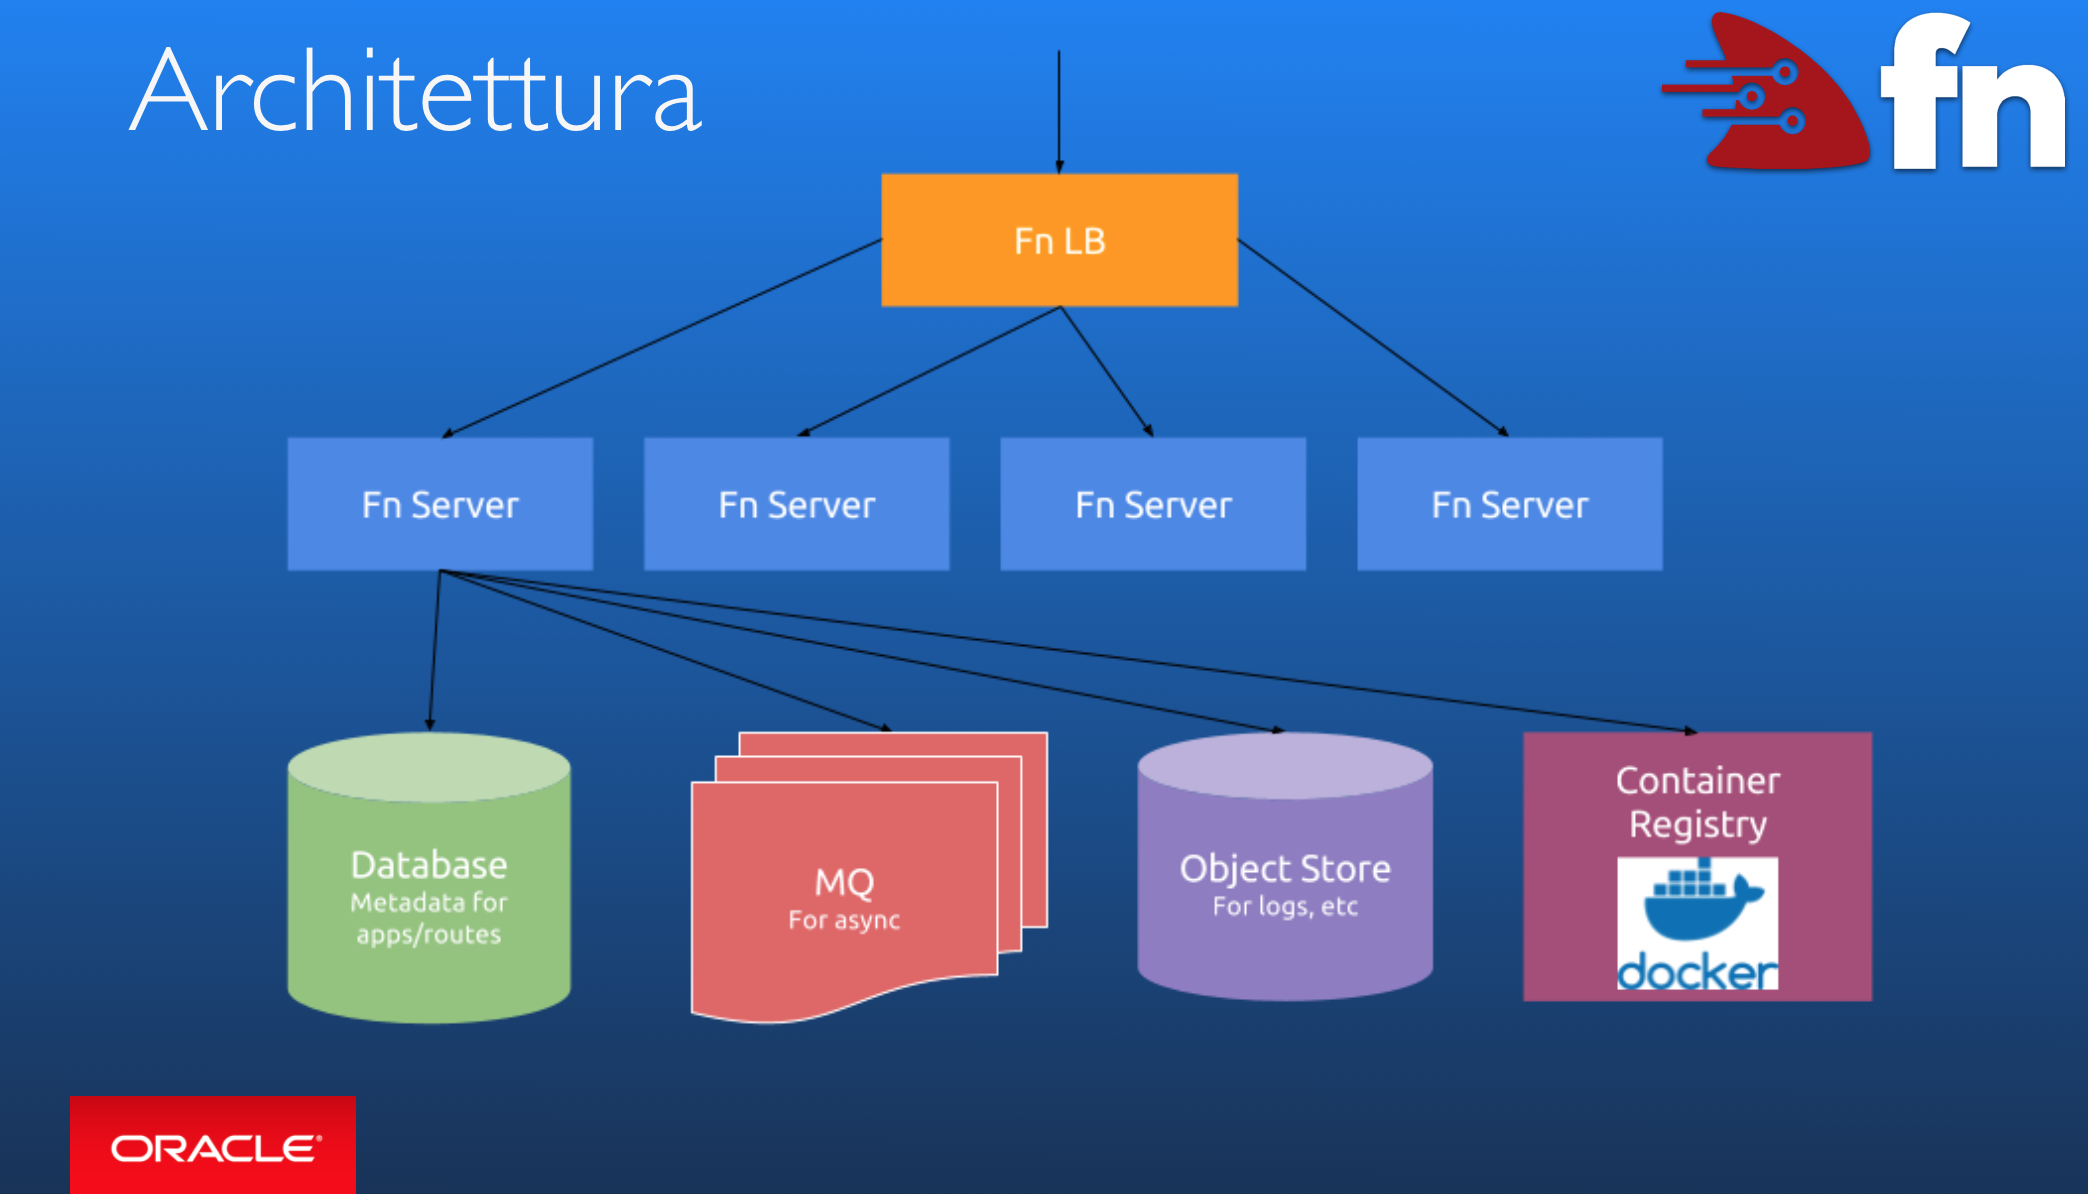 Architettura
fn
Fn LB
Fn Server
Fn Server
Fn Server
Fn Server
Database
Metadata for
apps/routes
MQ
For async
Object Store
For logs, etc
Container
Registry
docker
ORACLE®